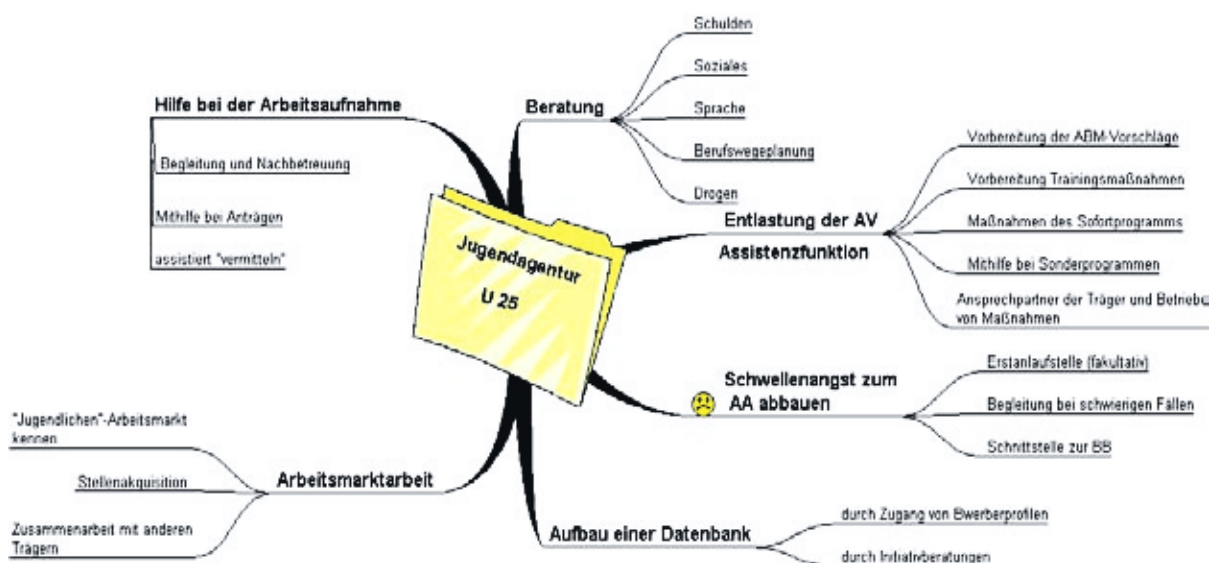 Jugendagentur
U 25
Beratung
Schulden
Soziales
Sprache
Berufswegeplanung
Drogen
Entlastung der AV
Assistenzfunktion
Vorbereitung der ABM-Vorschläge
Vorbereitung Trainingsmaßnahmen
Maßnahmen des Sofortprogramms
Mithilfe bei Sonderprogrammen
Ansprechpartner der Träger und Betriebe
von Maßnahmen
Schwellenangst zum
AA abbauen
Erstanlaufstelle (fakultativ)
Begleitung bei schwierigen Fällen
Schnittstelle zur BB
Aufbau einer Datenbank
durch Zugang von Bwerberprofilen
durch Initiativberatungen
Arbeitsmarktarbeit
"Jugendlichen"-Arbeitsmarkt
kennen
Stellenakquisition
Zusammenarbeit mit anderen
Trägern
Hilfe bei der Arbeitsaufnahme
Begleitung und Nachbetreuung
Mithilfe bei Anträgen
assistiert "vermitteln"